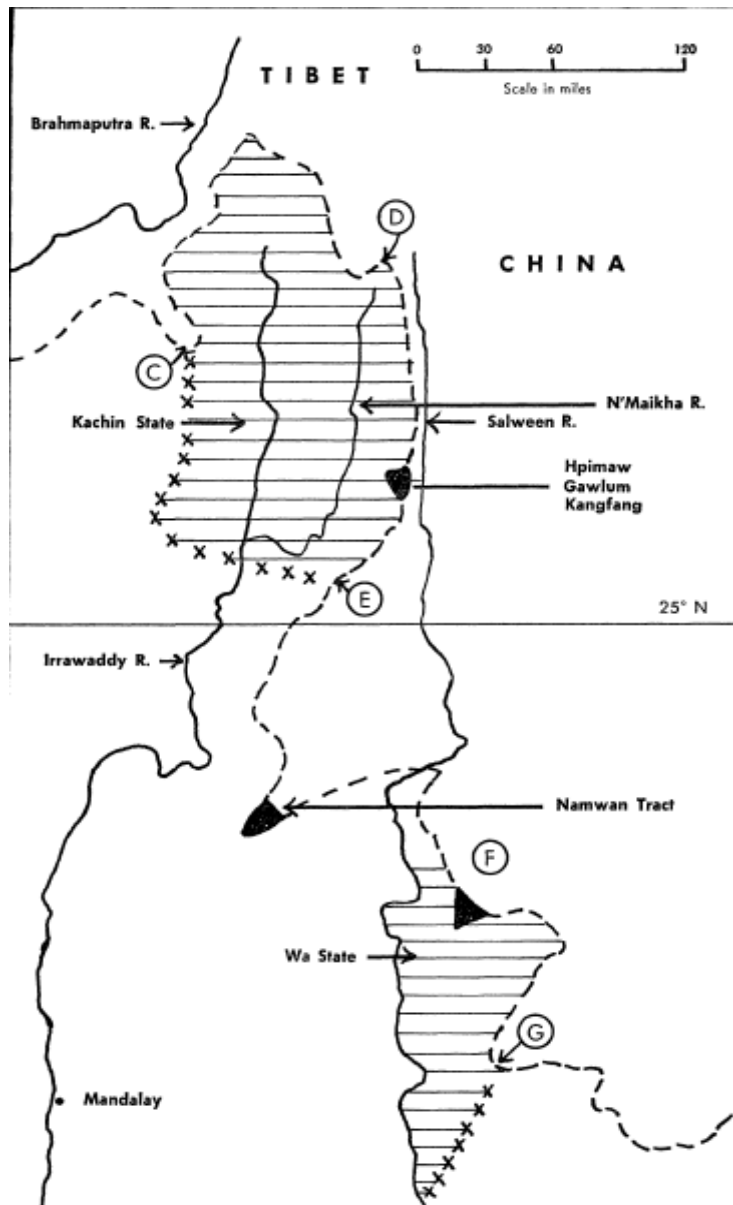 0 30 60 120
Scale in miles
TIBET
Brahmaputra R.
D
CHINA
C
N'Maikha R.
Kachin State
Salween R.
Hpimaw
Gawlum
Kangfang
E
25° N
Irrawaddy R.
Namwan Tract
F
Wa State
G
Mandalay